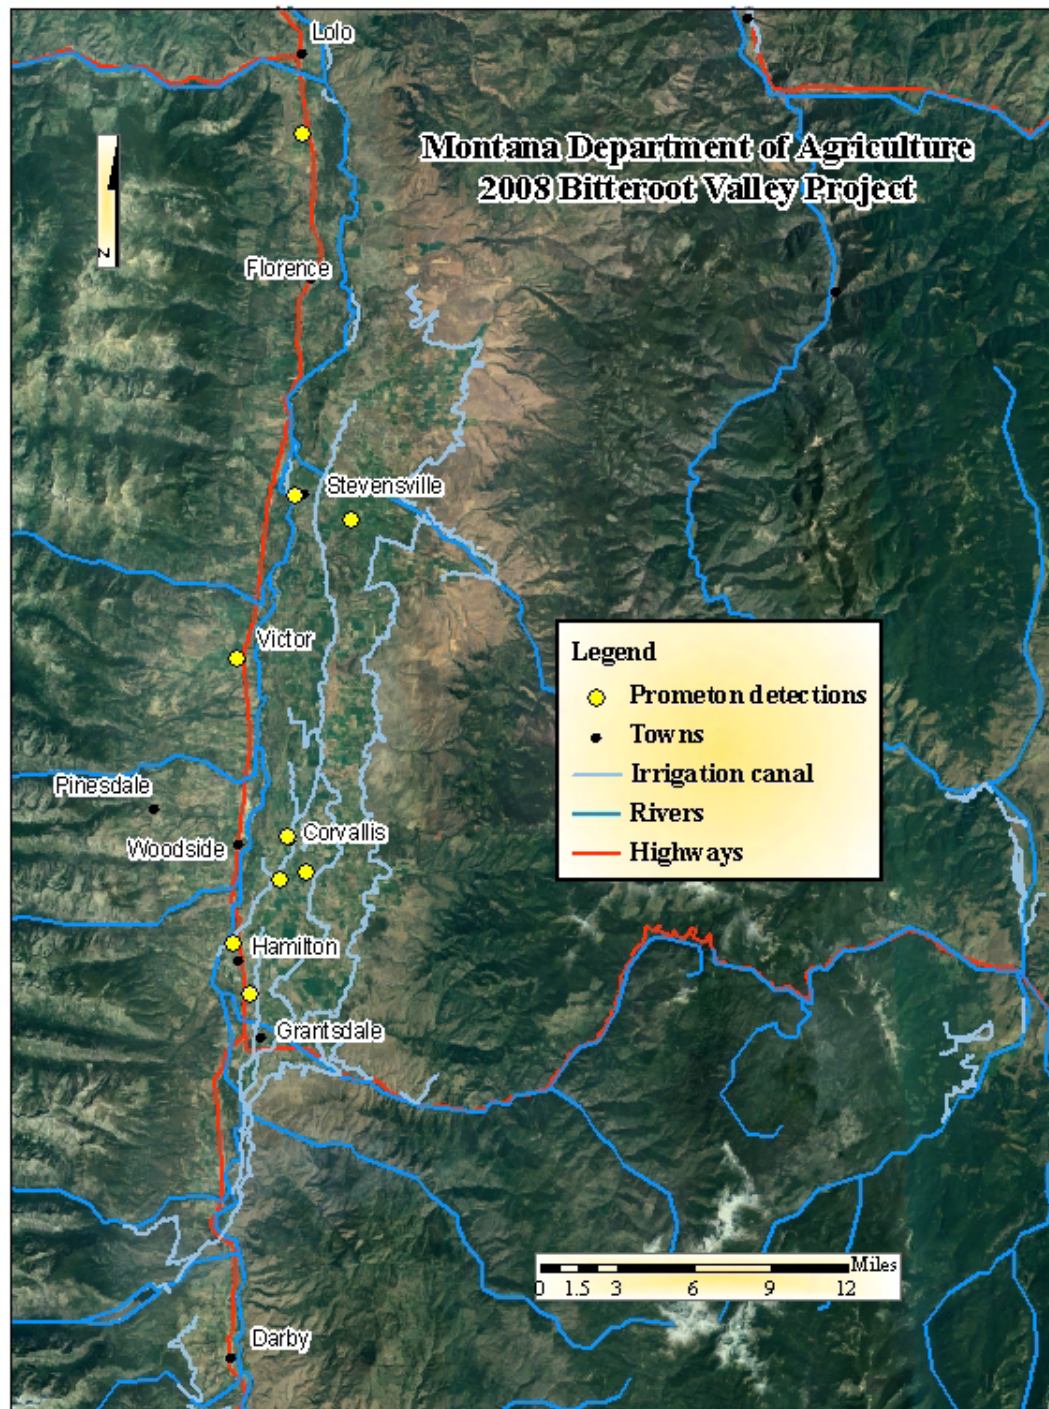 Lolo
Montana Department of Agriculture
2008 Bitteroot Valley Project
N
Florence
Stevensville
Victor
Legend
Prometon detections
Towns
Irrigation canal
Rivers
Highways
Pinesdale
Corvallis
Woodside
Hamilton
Grantsdale
Miles
0 1.5 3 6 9 12
Darby